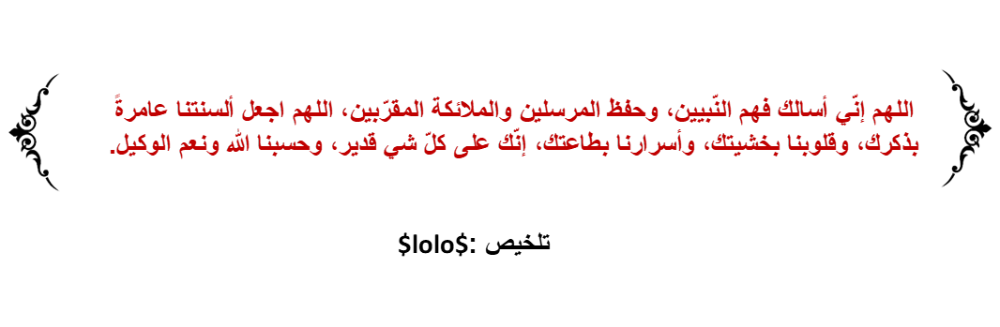 اللهم إنّي أسالك فهم النّبيين، وحفظ المرسلين والملائكة المقرّبين، اللهم اجعل ألسنتنا عامرةً
بذكرك، وقلوبنا بخشيتك، وأسرارنا بطاعتك، إنّك على كلّ شي قدير، وحسبنا الله ونعم الوكيل.
تلخيص :$lolo$